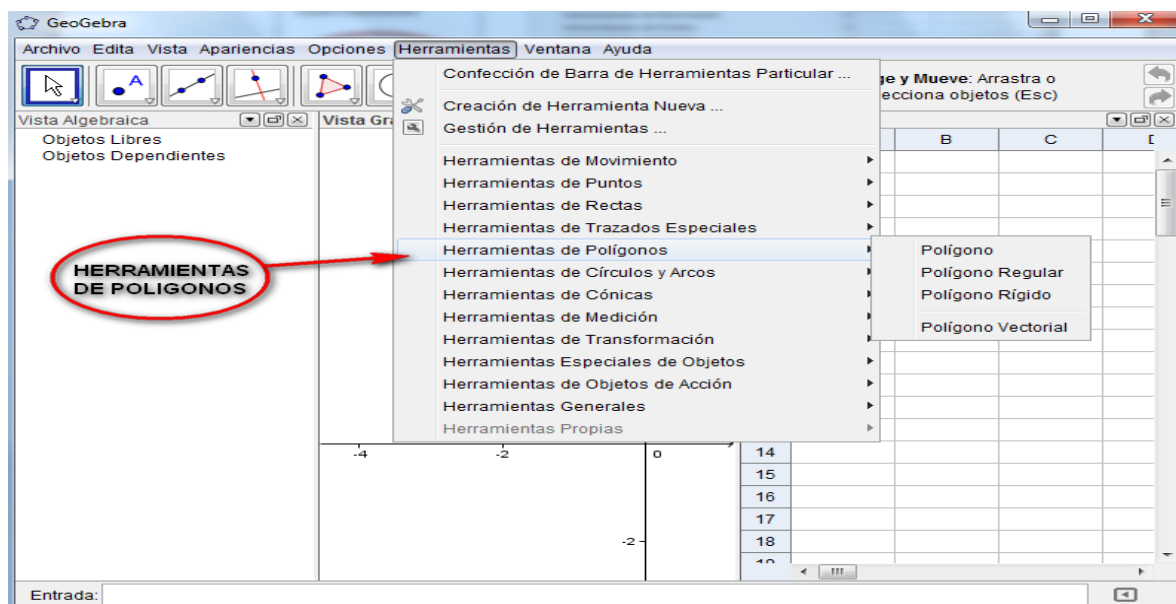 GeoGebra
Archivo Edita Vista Apariencias Opciones Herramientas Ventana Ayuda
A
ge y Mueve: Arrastra o
ecciona objetos (Esc)
Vista Algebraica
Vista Gr
Objetos Libres
Objetos Dependientes
Confección de Barra de Herramientas Particular ...
Creación de Herramienta Nueva ...
Gestión de Herramientas ...
Herramientas de Movimiento
Herramientas de Puntos
Herramientas de Rectas
Herramientas de Trazados Especiales
Herramientas de Polígonos
Herramientas de Círculos y Arcos
Herramientas de Cónicas
Herramientas de Medición
Herramientas de Transformación
Herramientas Especiales de Objetos
Herramientas de Objetos de Acción
Herramientas Generales
Herramientas Propias
Polígono
Polígono Regular
Polígono Rígido
Polígono Vectorial
HERRAMIENTAS
DE POLIGONOS
B C
-4 -2 0
-2
14
15
16
17
18
Entrada: